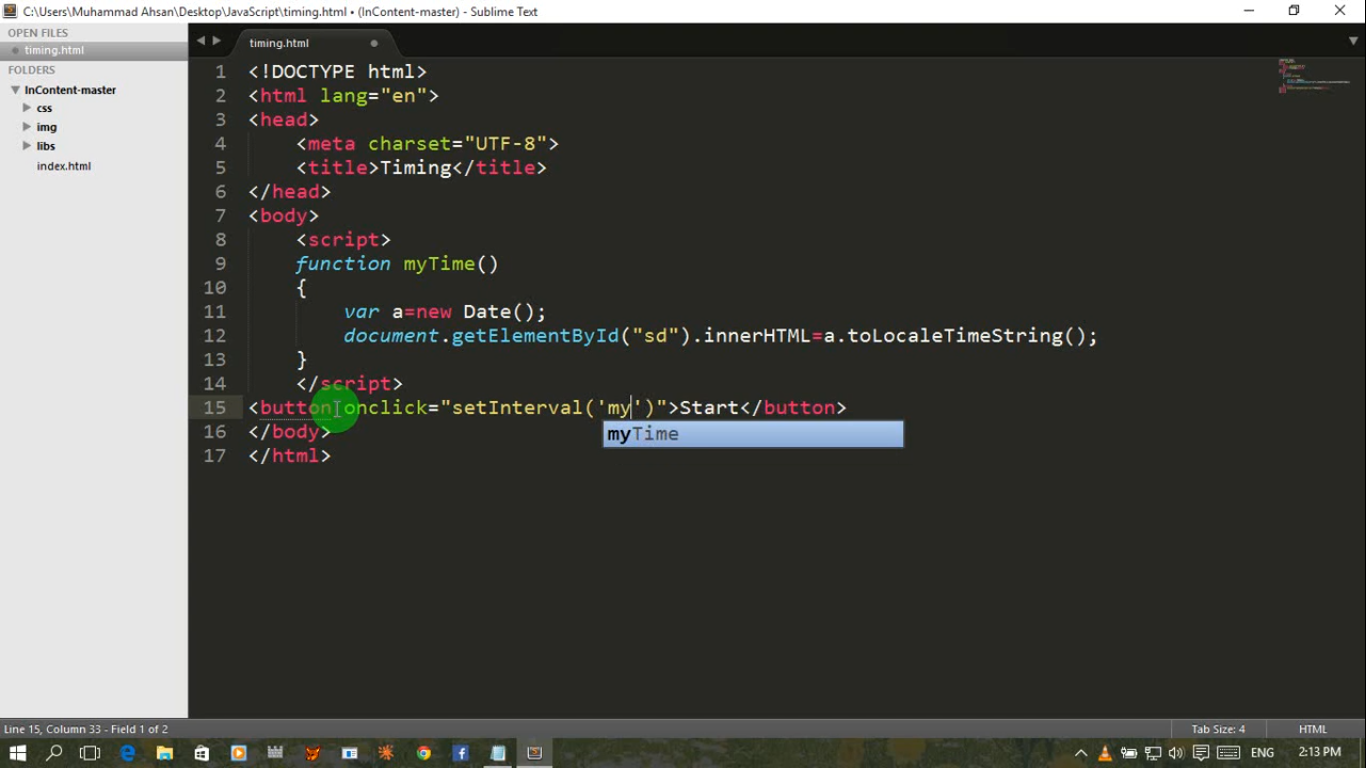 C:\Users\Muhammad Ahsan\Desktop\JavaScript\timing.html • (InContent-master) - Sublime Text
OPEN FILES
timing.html
FOLDERS
InContent-master
css
img
libs
index.html
timing.html
1 <!DOCTYPE html>
2 <html lang="en">
3 <head>
4 <meta charset="UTF-8">
5 <title>Timing</title>
6 </head>
7 <body>
8 <script>
9 function myTime()
10 {
11 var a=new Date();
12 document.getElementById("sd").innerHTML=a.toLocaleTimeString();
13 }
14 </script>
15 <button onclick="setInterval('my')">Start</button>
myTime
16 </body>
17 </html>
Line 15, Column 33 - Field 1 of 2
Tab Size: 4
HTML
ENG
2:13 PM